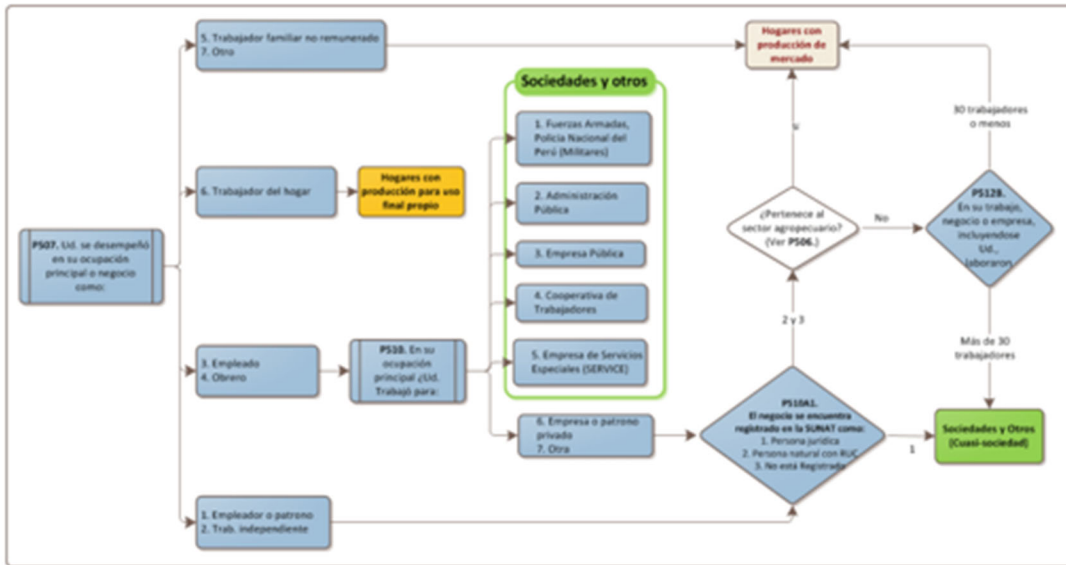 5. Trabajador familiar no remunerado
7. Otro
Hogares con
producción de
mercado
Sociedades y otros
1. Fuerzas Armadas,
Policía Nacional del
Perú (Militares)
30 trabajadores
o menos
si
6. Trabajador del hogar
Hogares con
producción para uso
final propio
2. Administración
Pública
P507. Ud. se desempeñó
en su ocupación
principal o negocio
como:
3. Empresa Pública
¿Pertenece al
sector agropecuario?
(Ver P506.)
No
P512B.
En su trabajo,
negocio o empresa,
incluyendose
Ud.,
laboraron
4. Cooperativa de
Trabajadores
2 y 3
Más de 30
trabajadores
3. Empleado
4. Obrero
P510. En su
ocupación
principal ¿Ud.
Trabajó para:
5. Empresa de Servicios
Especiales (SERVICE)
6. Empresa o patrono
privado
7. Otra
P510A1.
El negocio se encuentra
registrado en la SUNAT como:
1. Persona jurídica
2. Persona natural con RUC
3. No está Registrado
1
Sociedades y Otros
(Cuasi-sociedad)
1. Empleador o patrono
2. Trab. independiente